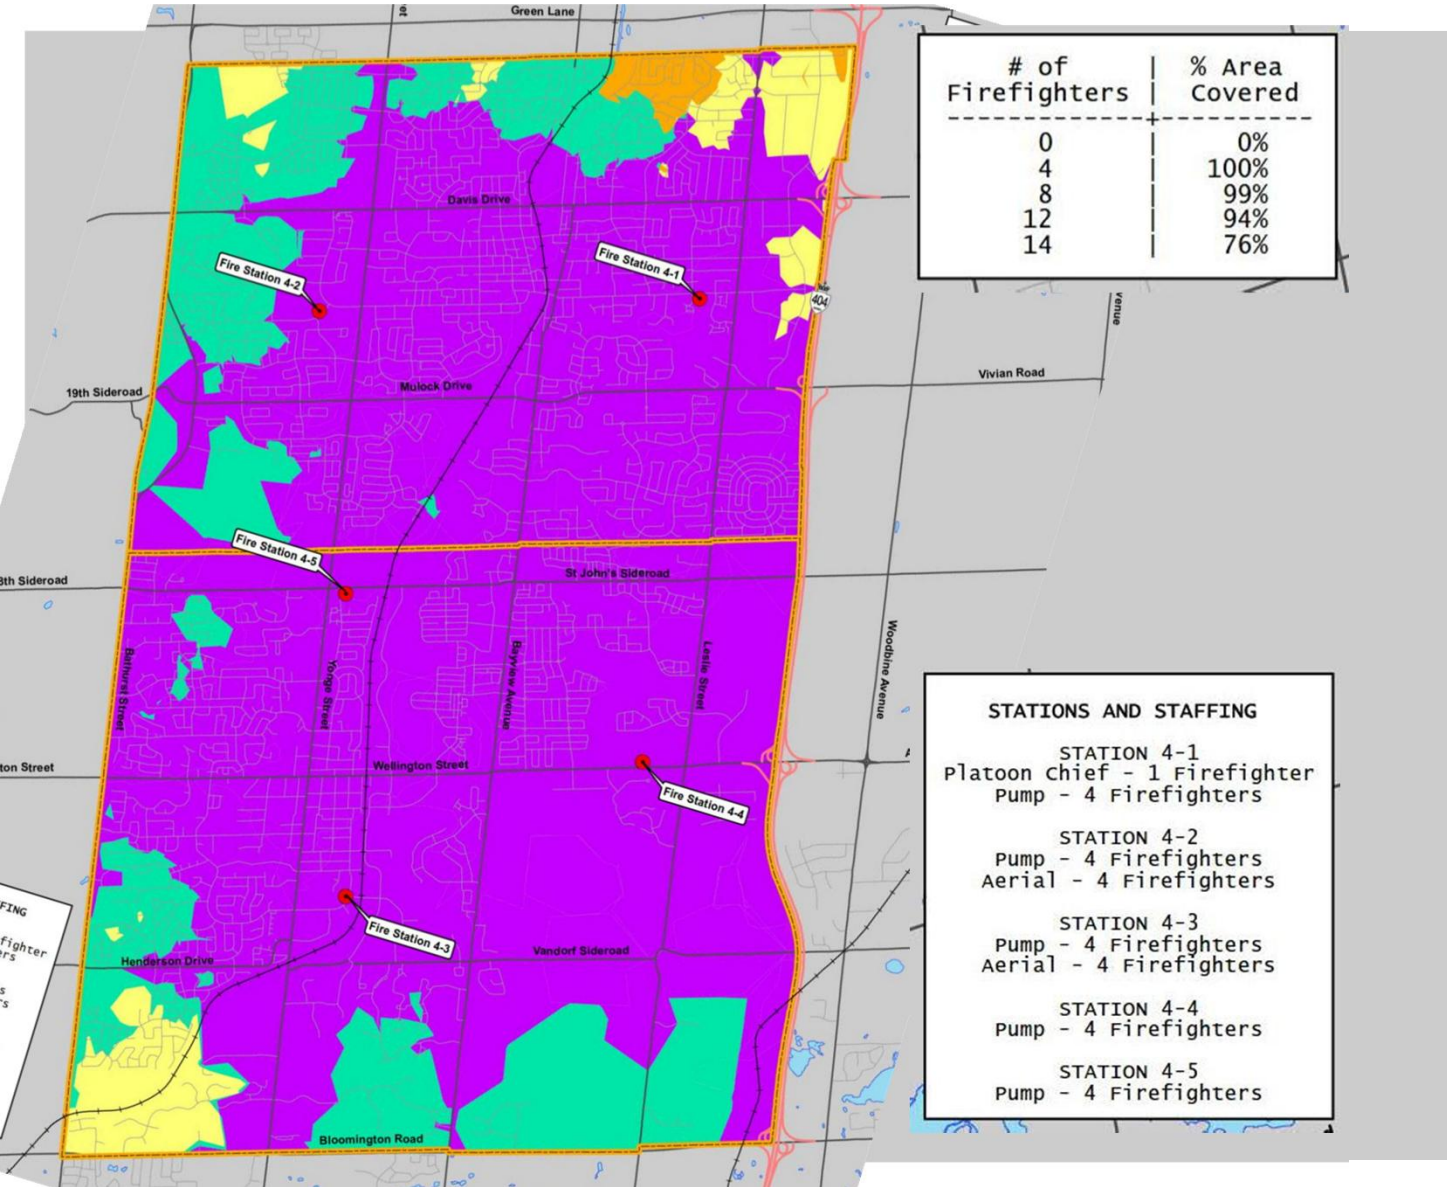 Green Lane
Davis Drive
Fire Station 4-2
Fire Station 4-1
404
19th Sideroad
Mulock Drive
Vivian Road
Fire Station 4-5
8th Sideroad
St John's Sideroad
Bathurst Street
Yonge Street
Bayview Avenue
Leslie Street
Woodbine Avenue
ton Street
Wellington Street
Fire Station 4-4
Fire Station 4-3
Henderson Drive
Vandorf Sideroad
Bloomington Road
venue
FING
fighter
ers
s
rs
# of | % Area
Firefighters | Covered
--------------+-----------
0 | 0%
4 | 100%
8 | 99%
12 | 94%
14 | 76%
STATIONS AND STAFFING
STATION 4-1
Platoon Chief - 1 Firefighter
Pump - 4 Firefighters
STATION 4-2
Pump - 4 Firefighters
Aerial - 4 Firefighters
STATION 4-3
Pump - 4 Firefighters
Aerial - 4 Firefighters
STATION 4-4
Pump - 4 Firefighters
STATION 4-5
Pump - 4 Firefighters